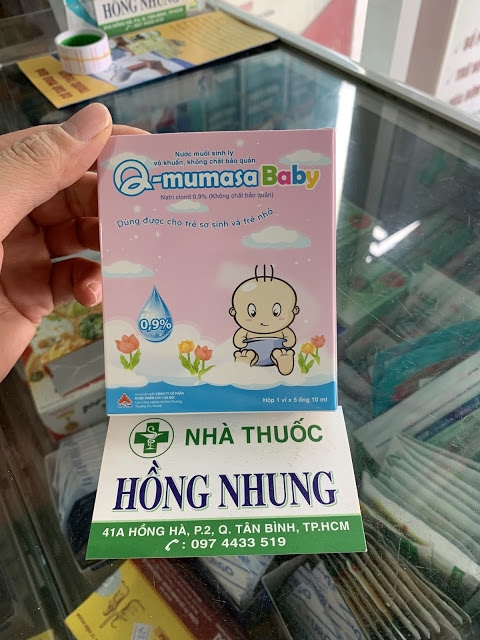 HỒNG NHUNG
Nước muối sinh lý
vô khuẩn, không chất bảo quản
Q-mumasa Baby
Natri clorid 0,9% (Không chất bảo quản)
Dùng được cho trẻ sơ sinh và trẻ nhỏ
0,9%
Hộp 1 vỉ x 5 ống 10 ml
NHÀ THUỐC
HỒNG NHUNG
41A HỒNG HÀ, P.2, Q. TÂN BÌNH, TP.HCM
: 097 4433 519